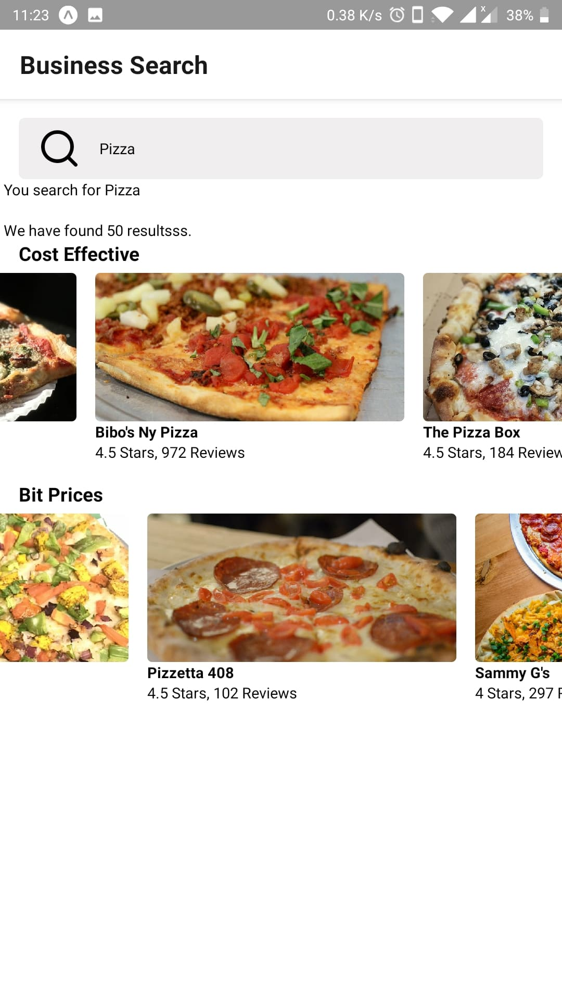 11:23 0.38 K/s x 38%
Business Search
Pizza
You search for Pizza
We have found 50 resultsss.
Cost Effective
Bibo's Ny Pizza The Pizza Box
4.5 Stars, 972 Reviews 4.5 Stars, 184 Review
Bit Prices
Pizzetta 408 Sammy G's
4.5 Stars, 102 Reviews 4 Stars, 297